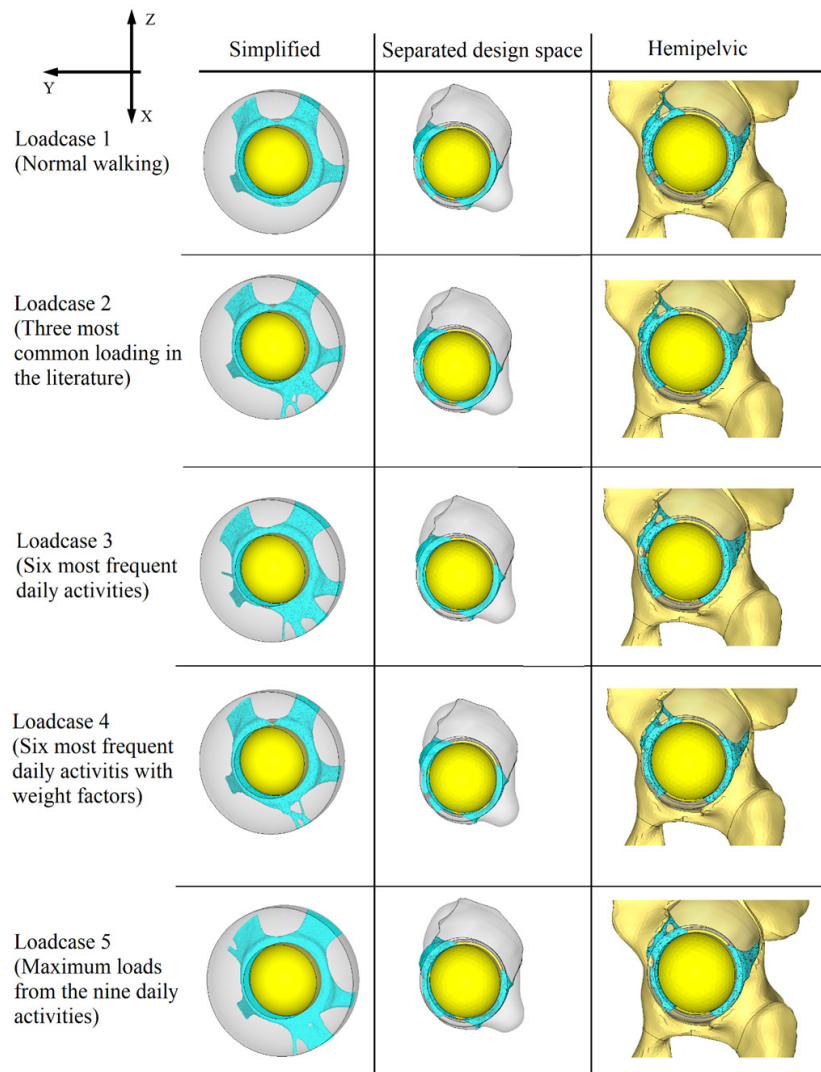 Z
Y
X
Simplified
Separated design space
Hemipelvic
Loadcase 1
(Normal walking)
Loadcase 2
(Three most
common loading in
the literature)
Loadcase 3
(Six most frequent
daily activities)
Loadcase 4
(Six most frequent
daily activitis with
weight factors)
Loadcase 5
(Maximum loads
from the nine daily
activities)